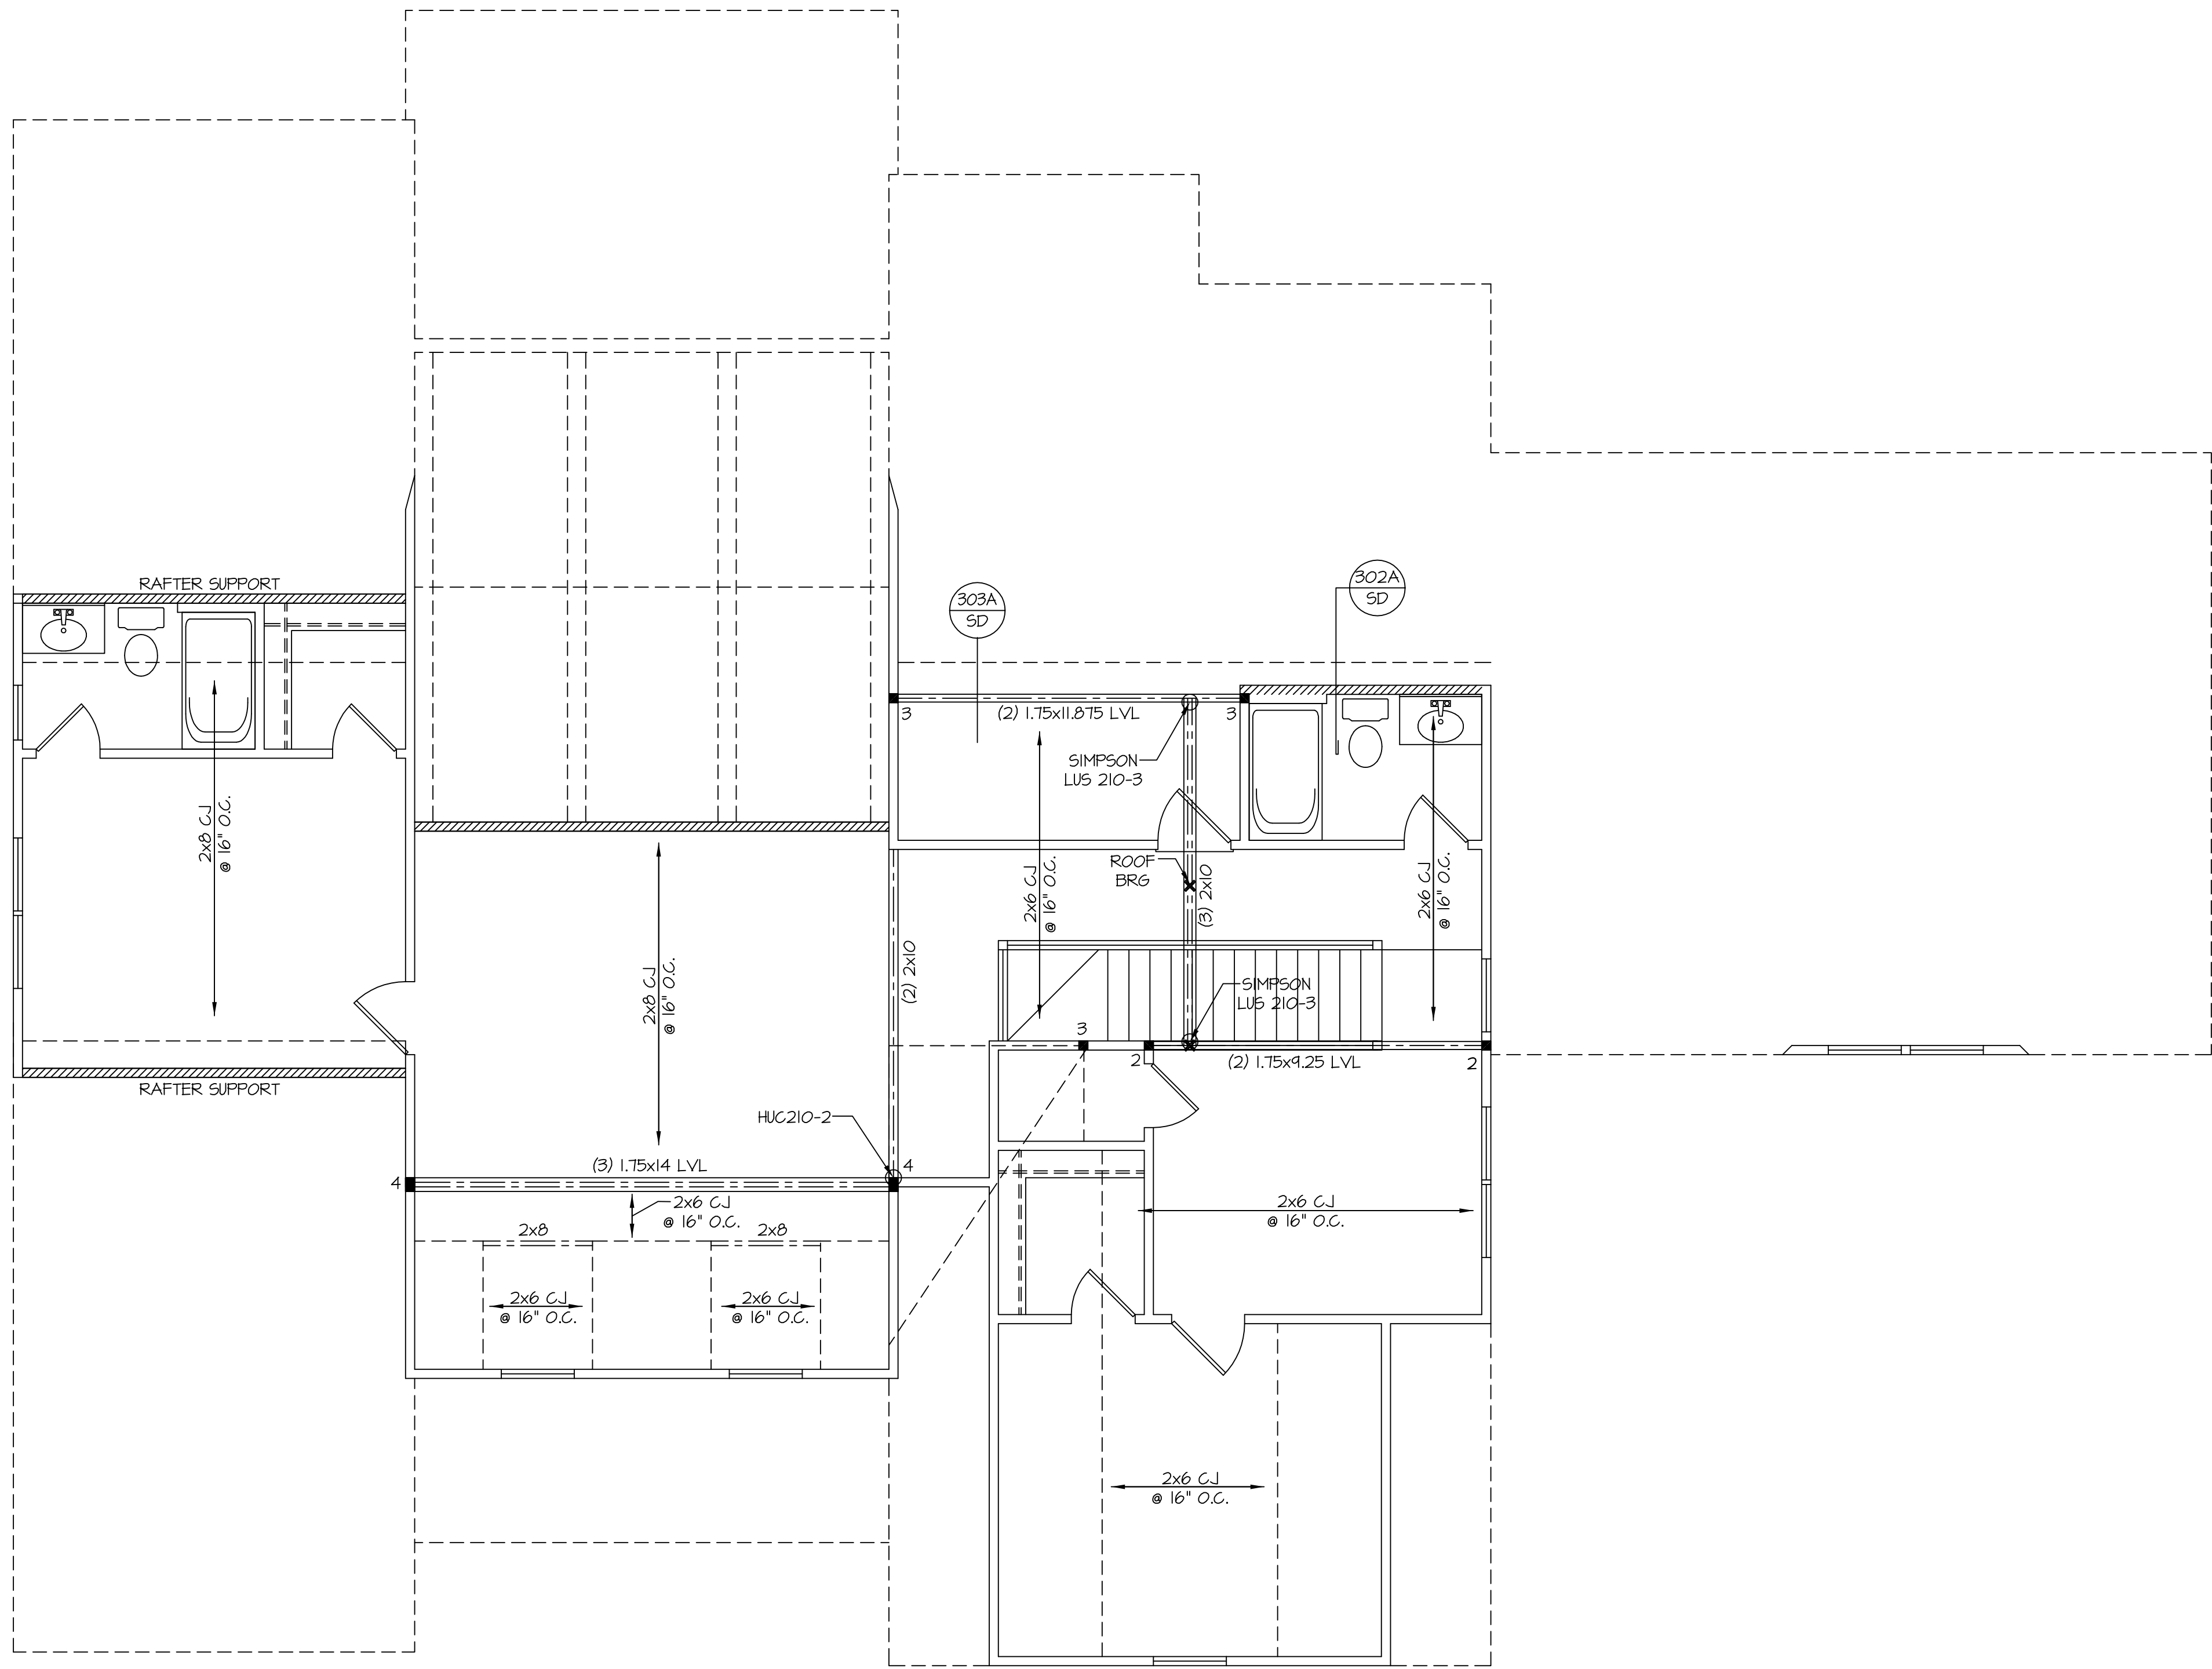 RAFTER SUPPORT
303A
SD
302A
SD
3
(2) 1.75x11.875 LVL
3
SIMPSON
LUS 210-3
2x8 CJ
@ 16" O.C.
ROOF
BRG
2x6 CJ
@ 16" O.C.
(3) 2x10
2x6 CJ
@ 16" O.C.
2x8 CJ
@ 16" O.C.
(2) 2x10
SIMPSON
LUS 210-3
3
2
(2) 1.75x9.25 LVL
2
RAFTER SUPPORT
HUC210-2
(3) 1.75x14 LVL
4
4
2x6 CJ
@ 16" O.C.
2x8
2x8
2x6 CJ
@ 16" O.C.
2x6 CJ
@ 16" O.C.
2x6 CJ
@ 16" O.C.
2x6 CJ
@ 16" O.C.